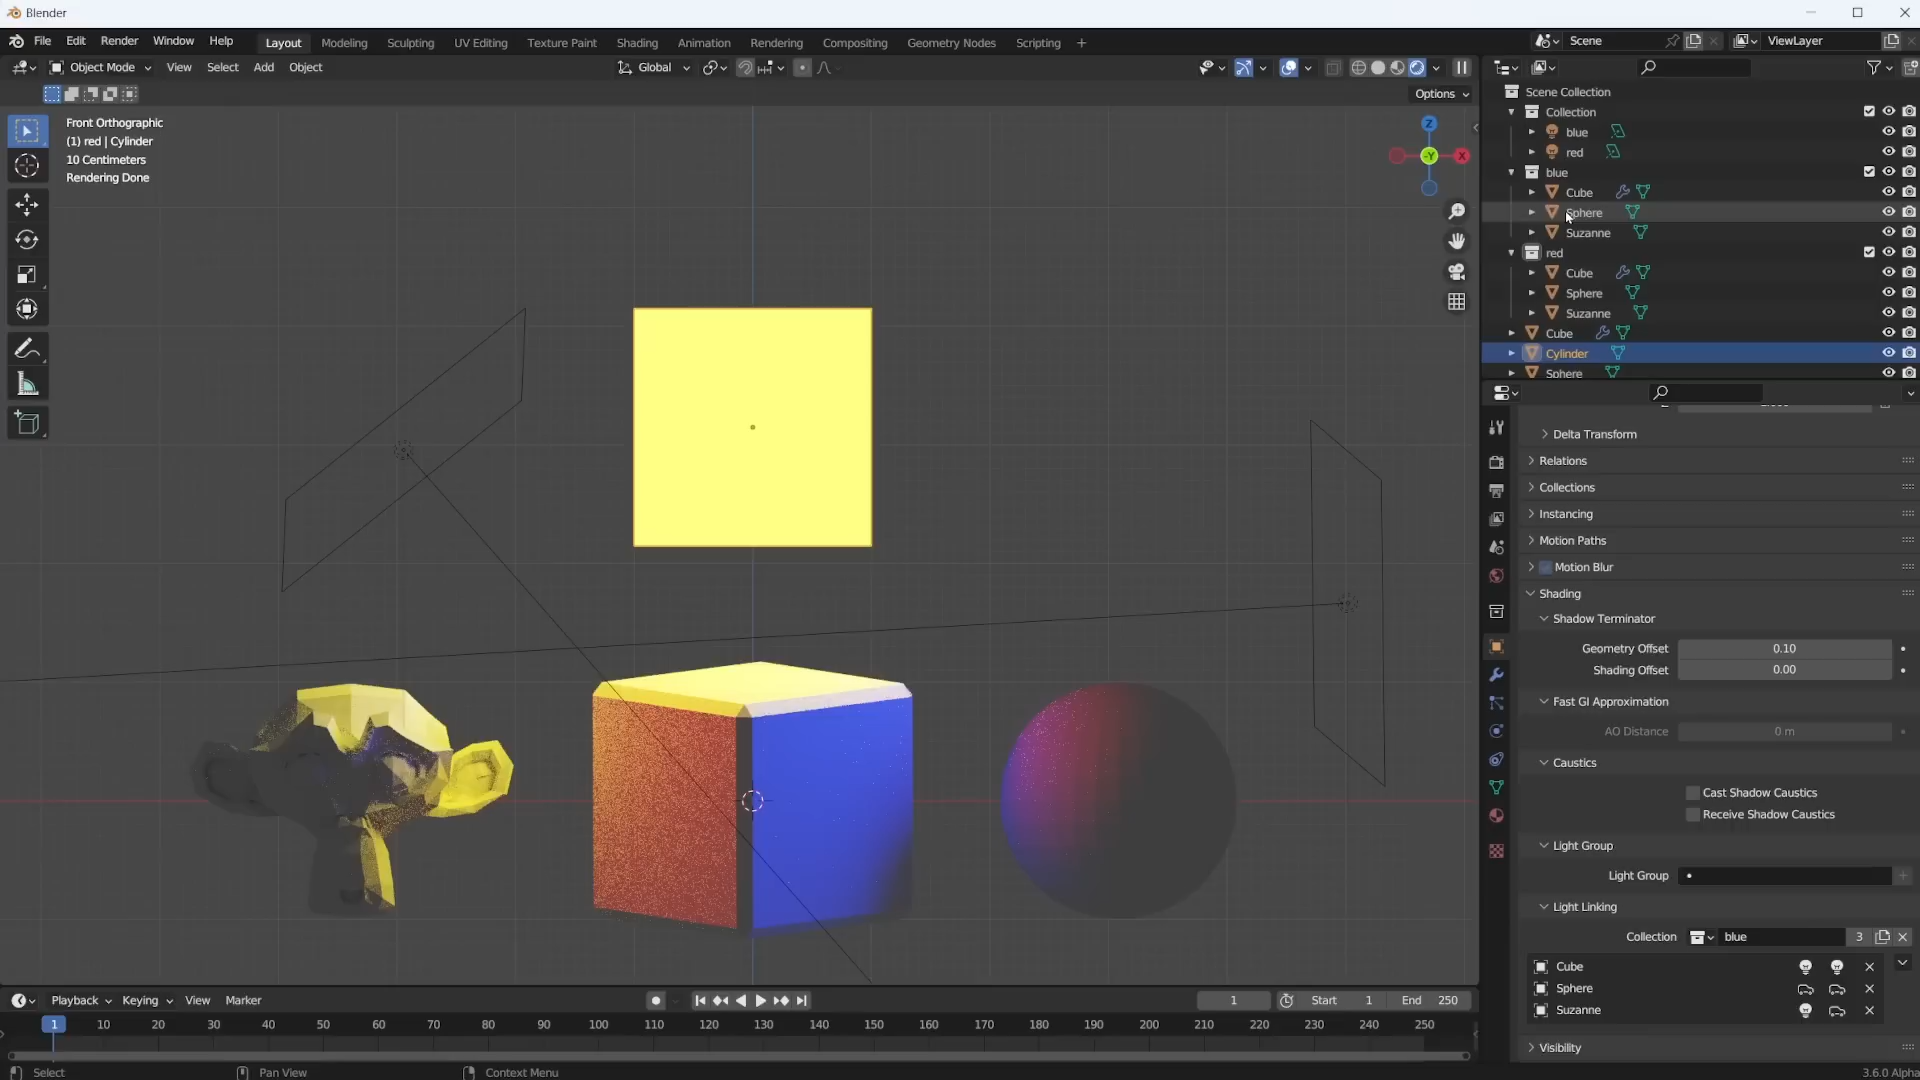 Blender
File Edit Render Window Help Layout Modeling Sculpting UV Editing Texture Paint Shading Animation Rendering Compositing Geometry Nodes Scripting + Scene ViewLayer
Object Mode View Select Add Object Global
Options
Front Orthographic
(1) red | Cylinder
10 Centimeters
Rendering Done
Z
-Y
X
Scene Collection
Collection
blue
red
blue
Cube
Sphere
Suzanne
red
Cube
Sphere
Suzanne
Cube
Cylinder
Sphere
Delta Transform
Relations
Collections
Instancing
Motion Paths
Motion Blur
Shading
Shadow Terminator
Geometry Offset 0.10
Shading Offset 0.00
Fast GI Approximation
AO Distance 0 m
Caustics
Cast Shadow Caustics
Receive Shadow Caustics
Light Group
Light Group
Light Linking
Collection blue 3
Cube
Sphere
Suzanne
Visibility
Playback Keying View Marker 1 Start 1 End 250
1 10 20 30 40 50 60 70 80 90 100 110 120 130 140 150 160 170 180 190 200 210 220 230 240 250
Select Pan View Context Menu 3.6.0 Alpha